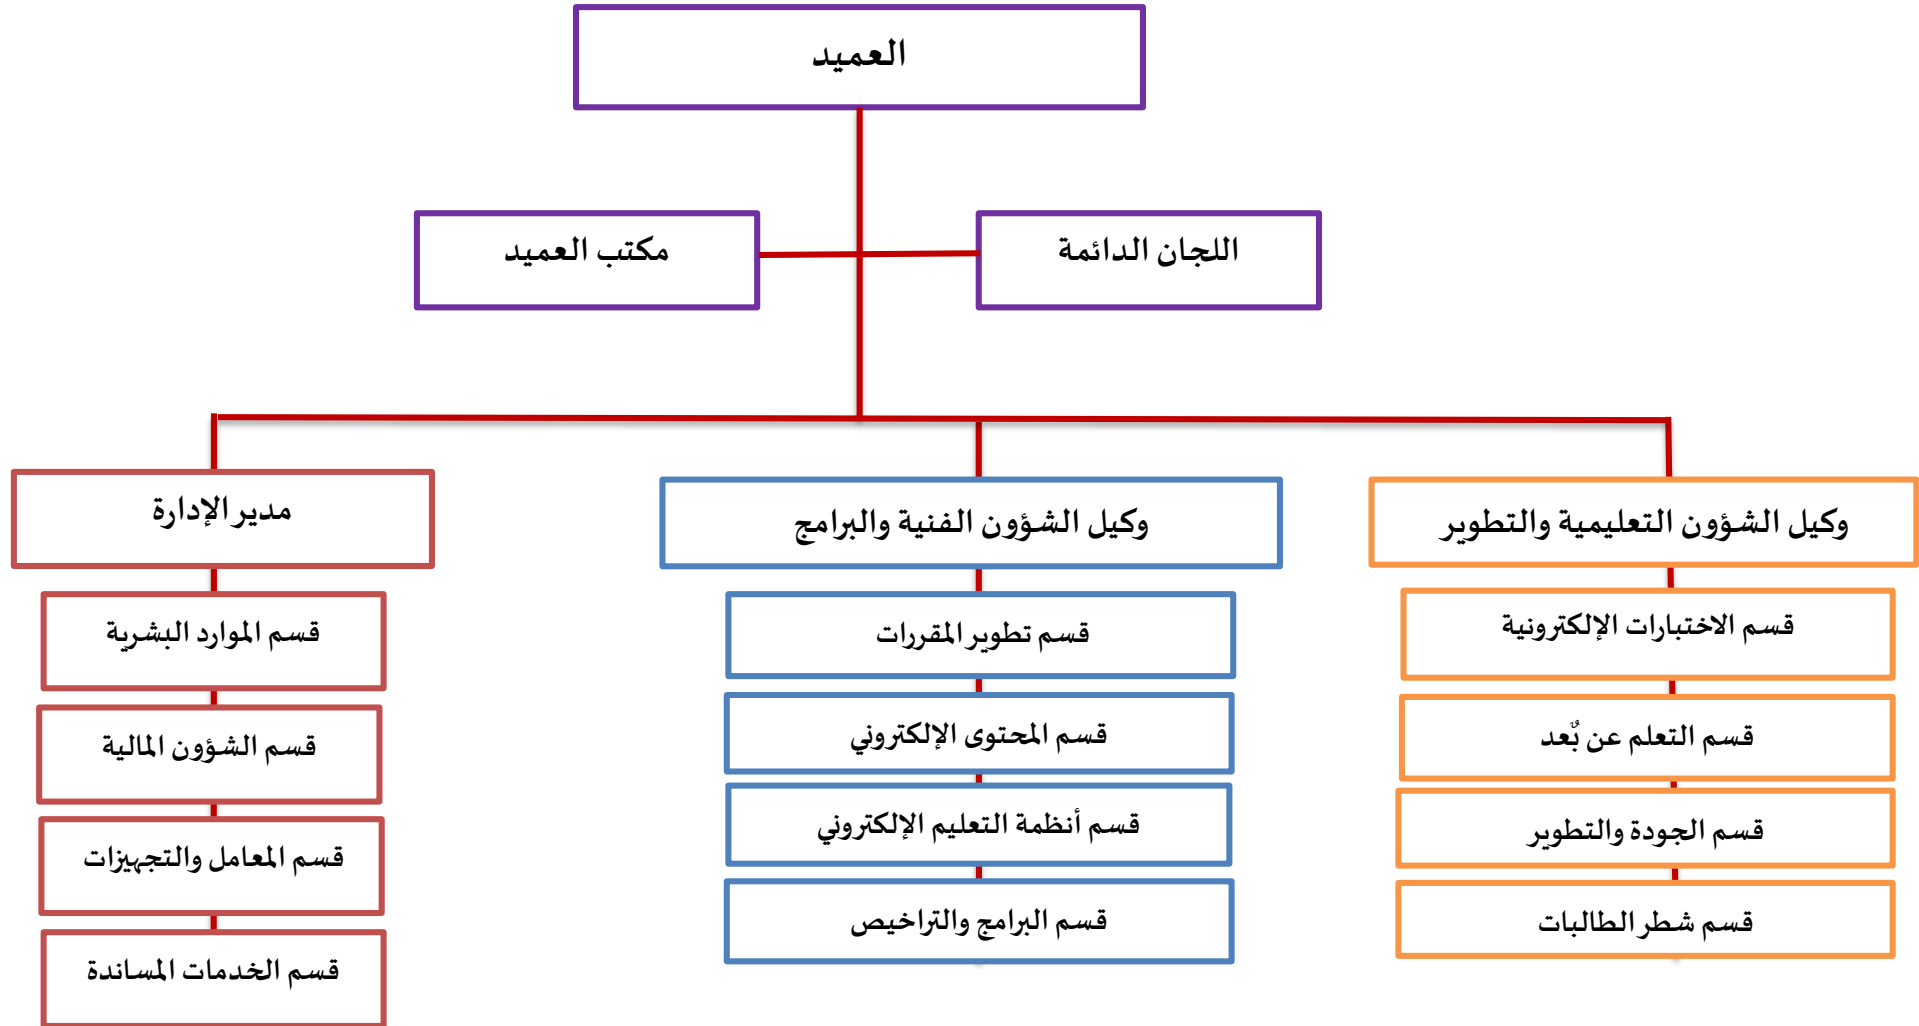 العميد
اللجان الدائمة
مكتب العميد
وكيل الشؤون التعليمية والتطوير
قسم الاختبارات الإلكترونية
قسم التعلم عن بُعد
قسم الجودة والتطوير
قسم شطر الطالبات
وكيل الشؤون الفنية والبرامج
قسم تطوير المقررات
قسم المحتوى الإلكتروني
قسم أنظمة التعليم الإلكتروني
قسم البرامج والتراخيص
مدير الإدارة
قسم الموارد البشرية
قسم الشؤون المالية
قسم المعامل والتجهيزات
قسم الخدمات المساندة